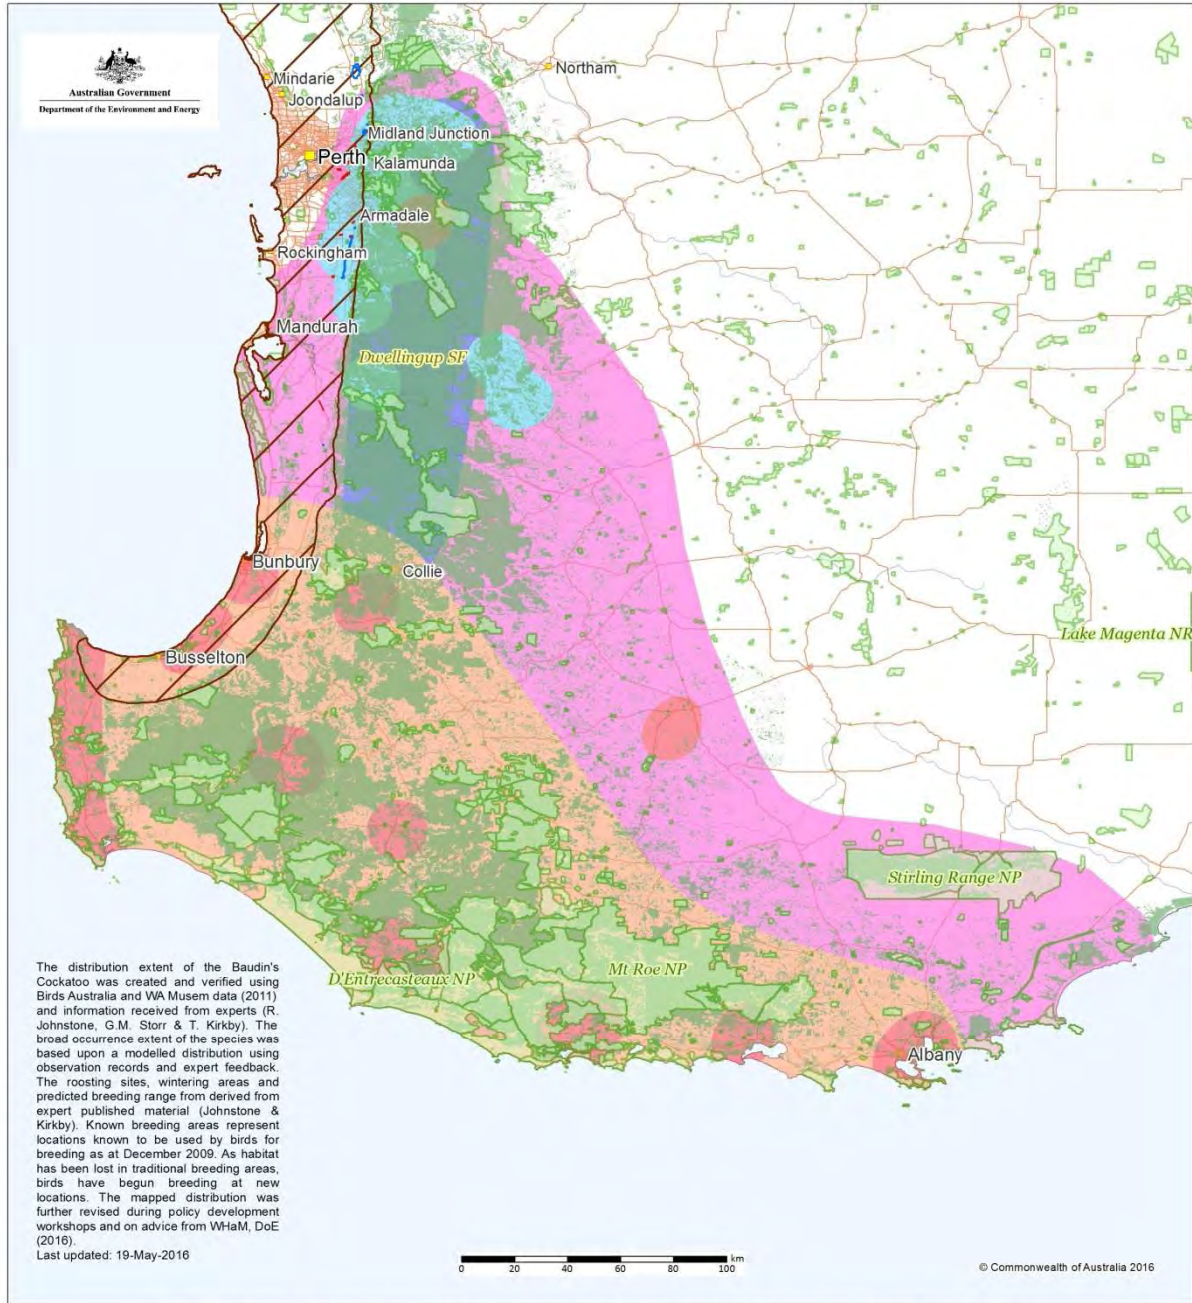 Australian Government
Department of the Environment and Energy
Northam
Mindarie
Joondalup
Midland Junction
Perth
Kalamunda
Armadale
Rockingham
Mandurah
Dwellingup SF
Bunbury
Collie
Lake Magenta NR
Busselton
Stirling Range NP
Mt Roe NP
D'Entrecasteaux NP
Albany
The distribution extent of the Baudin's
Cockatoo was created and verified using
Birds Australia and WA Musem data (2011)
and information received from experts (R.
Johnstone, G.M. Storr & T. Kirkby). The
broad occurrence extent of the species was
based upon a modelled distribution using
observation records and expert feedback.
The roosting sites, wintering areas and
predicted breeding range from derived from
expert published material (Johnstone &
Kirkby). Known breeding areas represent
locations known to be used by birds for
breeding as at December 2009. As habitat
has been lost in traditional breeding areas,
birds have begun breeding at new
locations. The mapped distribution was
further revised during policy development
workshops and on advice from WHaM, DoE
(2016).
Last updated: 19-May-2016
km
0 20 40 60 80 100
© Commonwealth of Australia 2016